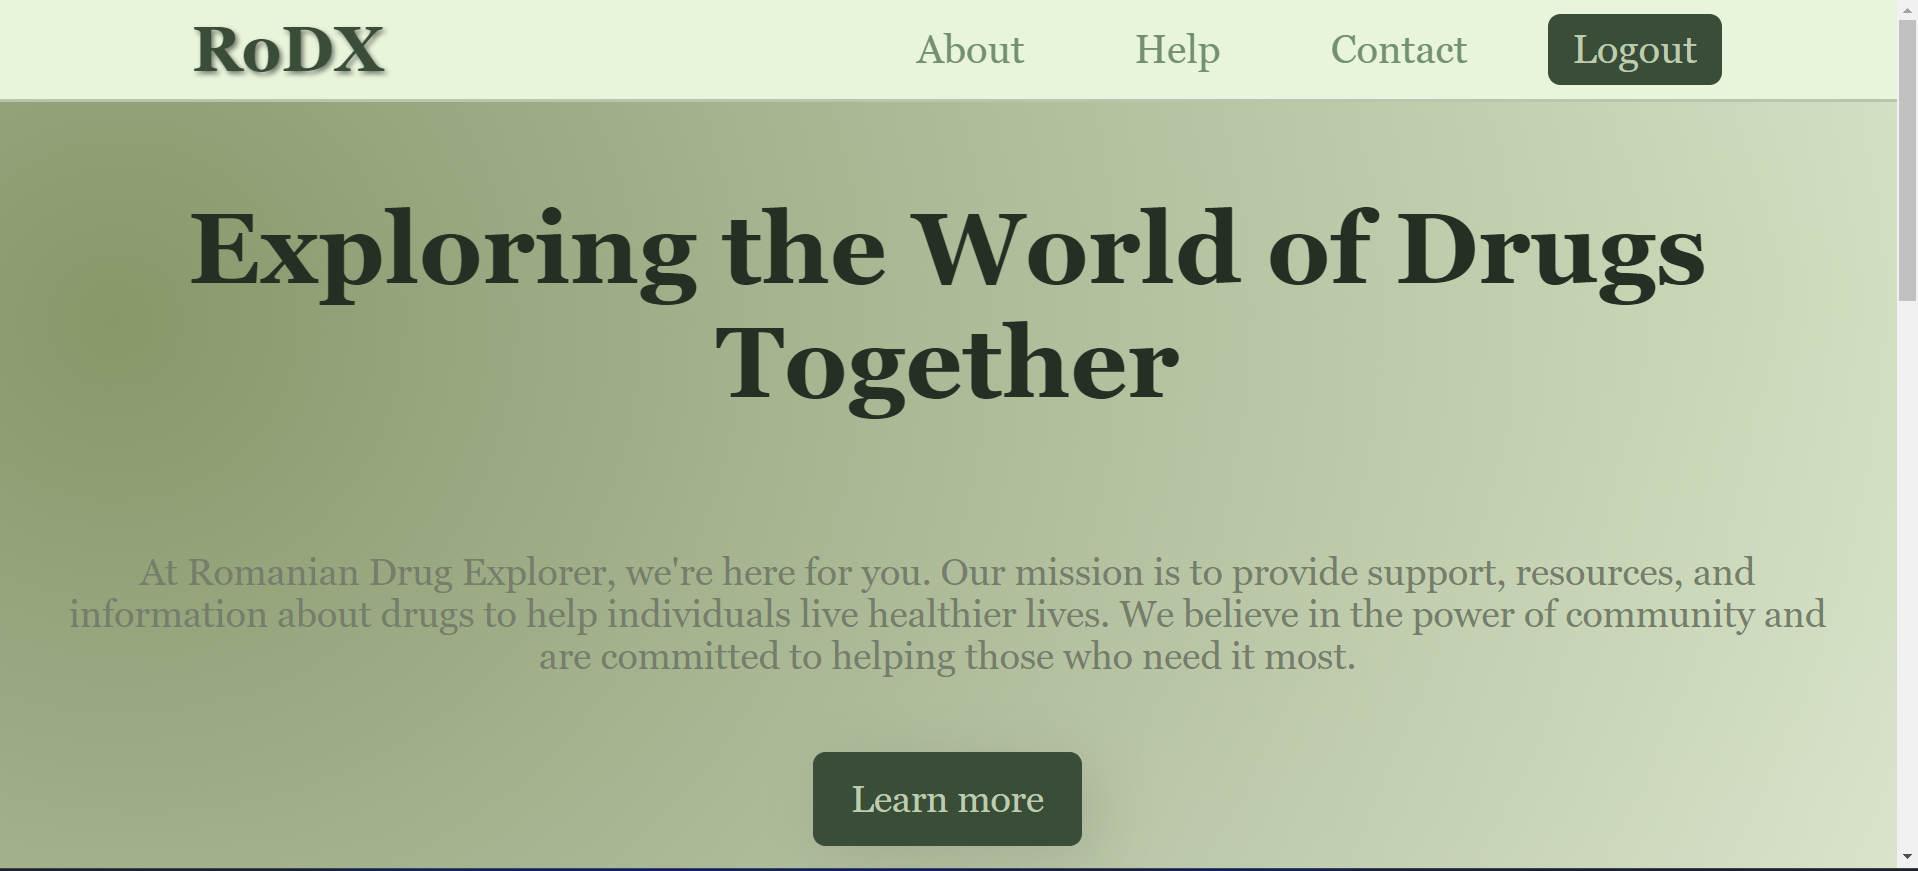 RoDX
About
Help
Contact
Logout
Exploring the World of Drugs
Together
At Romanian Drug Explorer, we're here for you. Our mission is to provide support, resources, and
information about drugs to help individuals live healthier lives. We believe in the power of community and
are committed to helping those who need it most.
Learn more